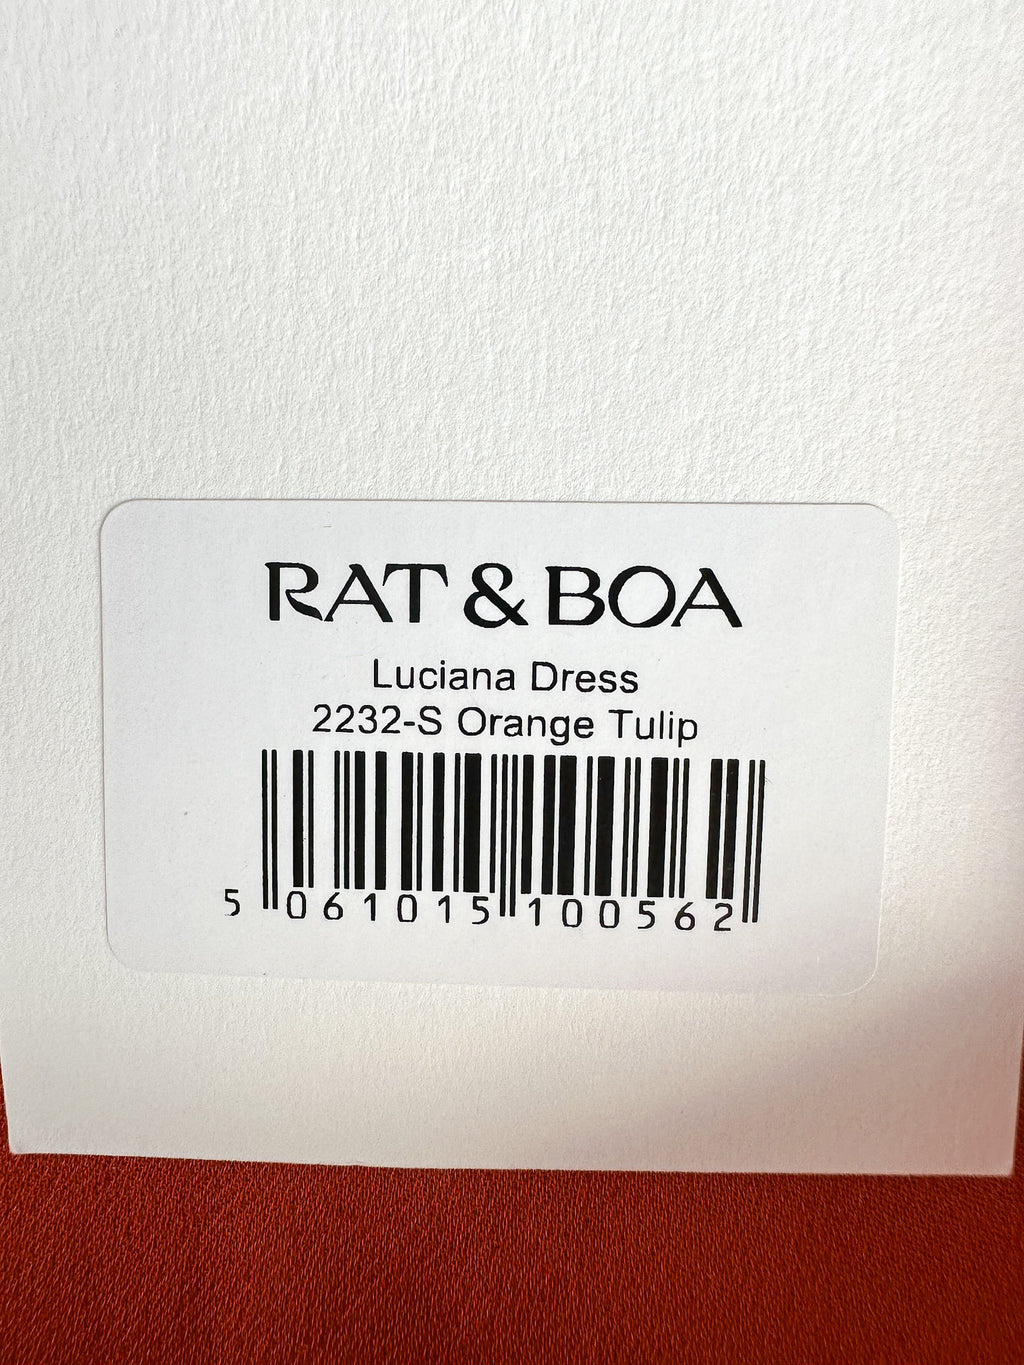 RAT & BOA
Luciana Dress
2232-S Orange Tulip
5 061015 100562